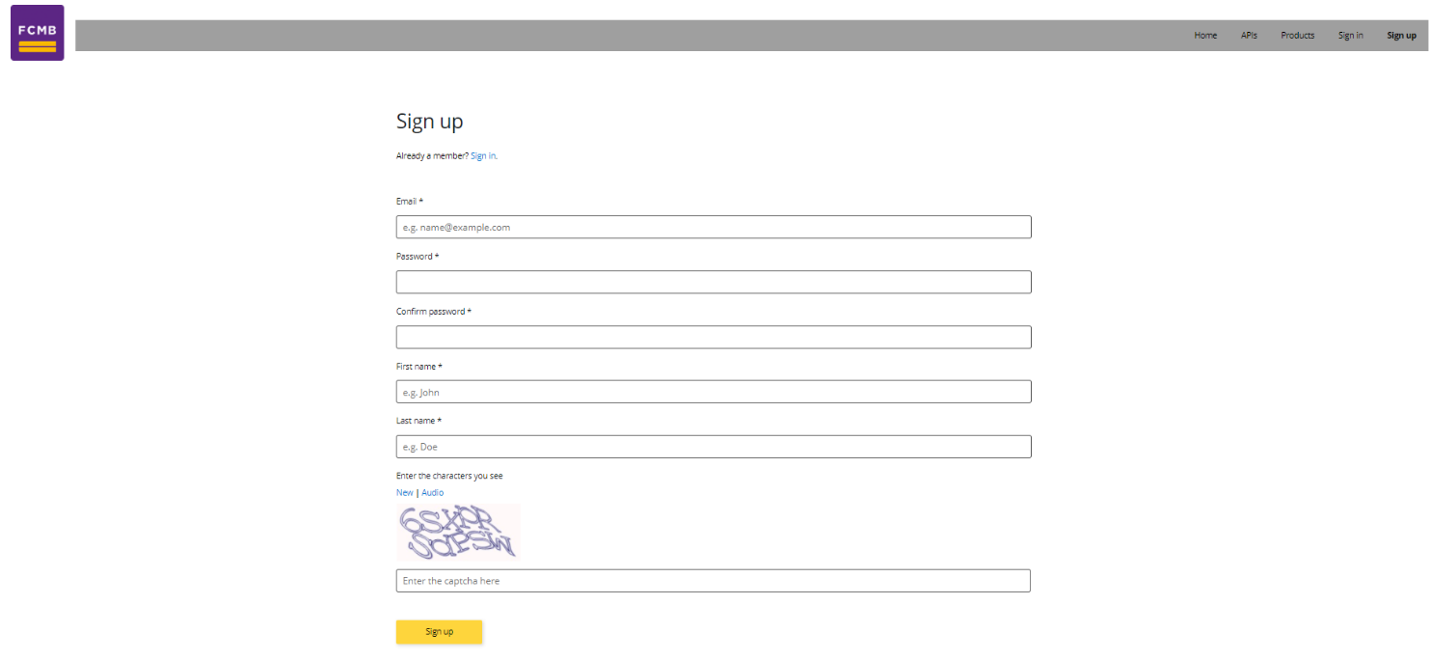 FCMB
Home APIs Products Sign in Sign up
Sign up
Already a member? Sign in.
Email *
e.g. name@example.com
Password *
Confirm password *
First name *
e.g. John
Last name *
e.g. Doe
Enter the characters you see
New | Audio
Enter the captcha here
Sign up